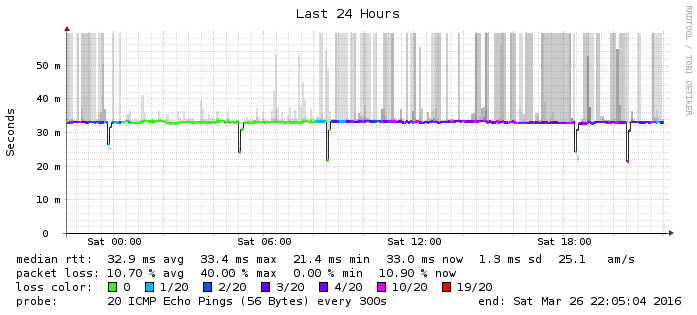 Last 24 Hours
RRDTOOL / TOBI OETIKER
Seconds
50 m
40 m
30 m
20 m
10 m
0
Sat 00:00 Sat 06:00 Sat 12:00 Sat 18:00
median rtt: 32.9 ms avg 33.4 ms max 21.4 ms min 33.0 ms now 1.3 ms sd 25.1 am/s
packet loss: 10.70 % avg 40.00 % max 0.00 % min 10.90 % now
loss color: 0 1/20 2/20 3/20 4/20 10/20 19/20
probe: 20 ICMP Echo Pings (56 Bytes) every 300s end: Sat Mar 26 22:05:04 2016